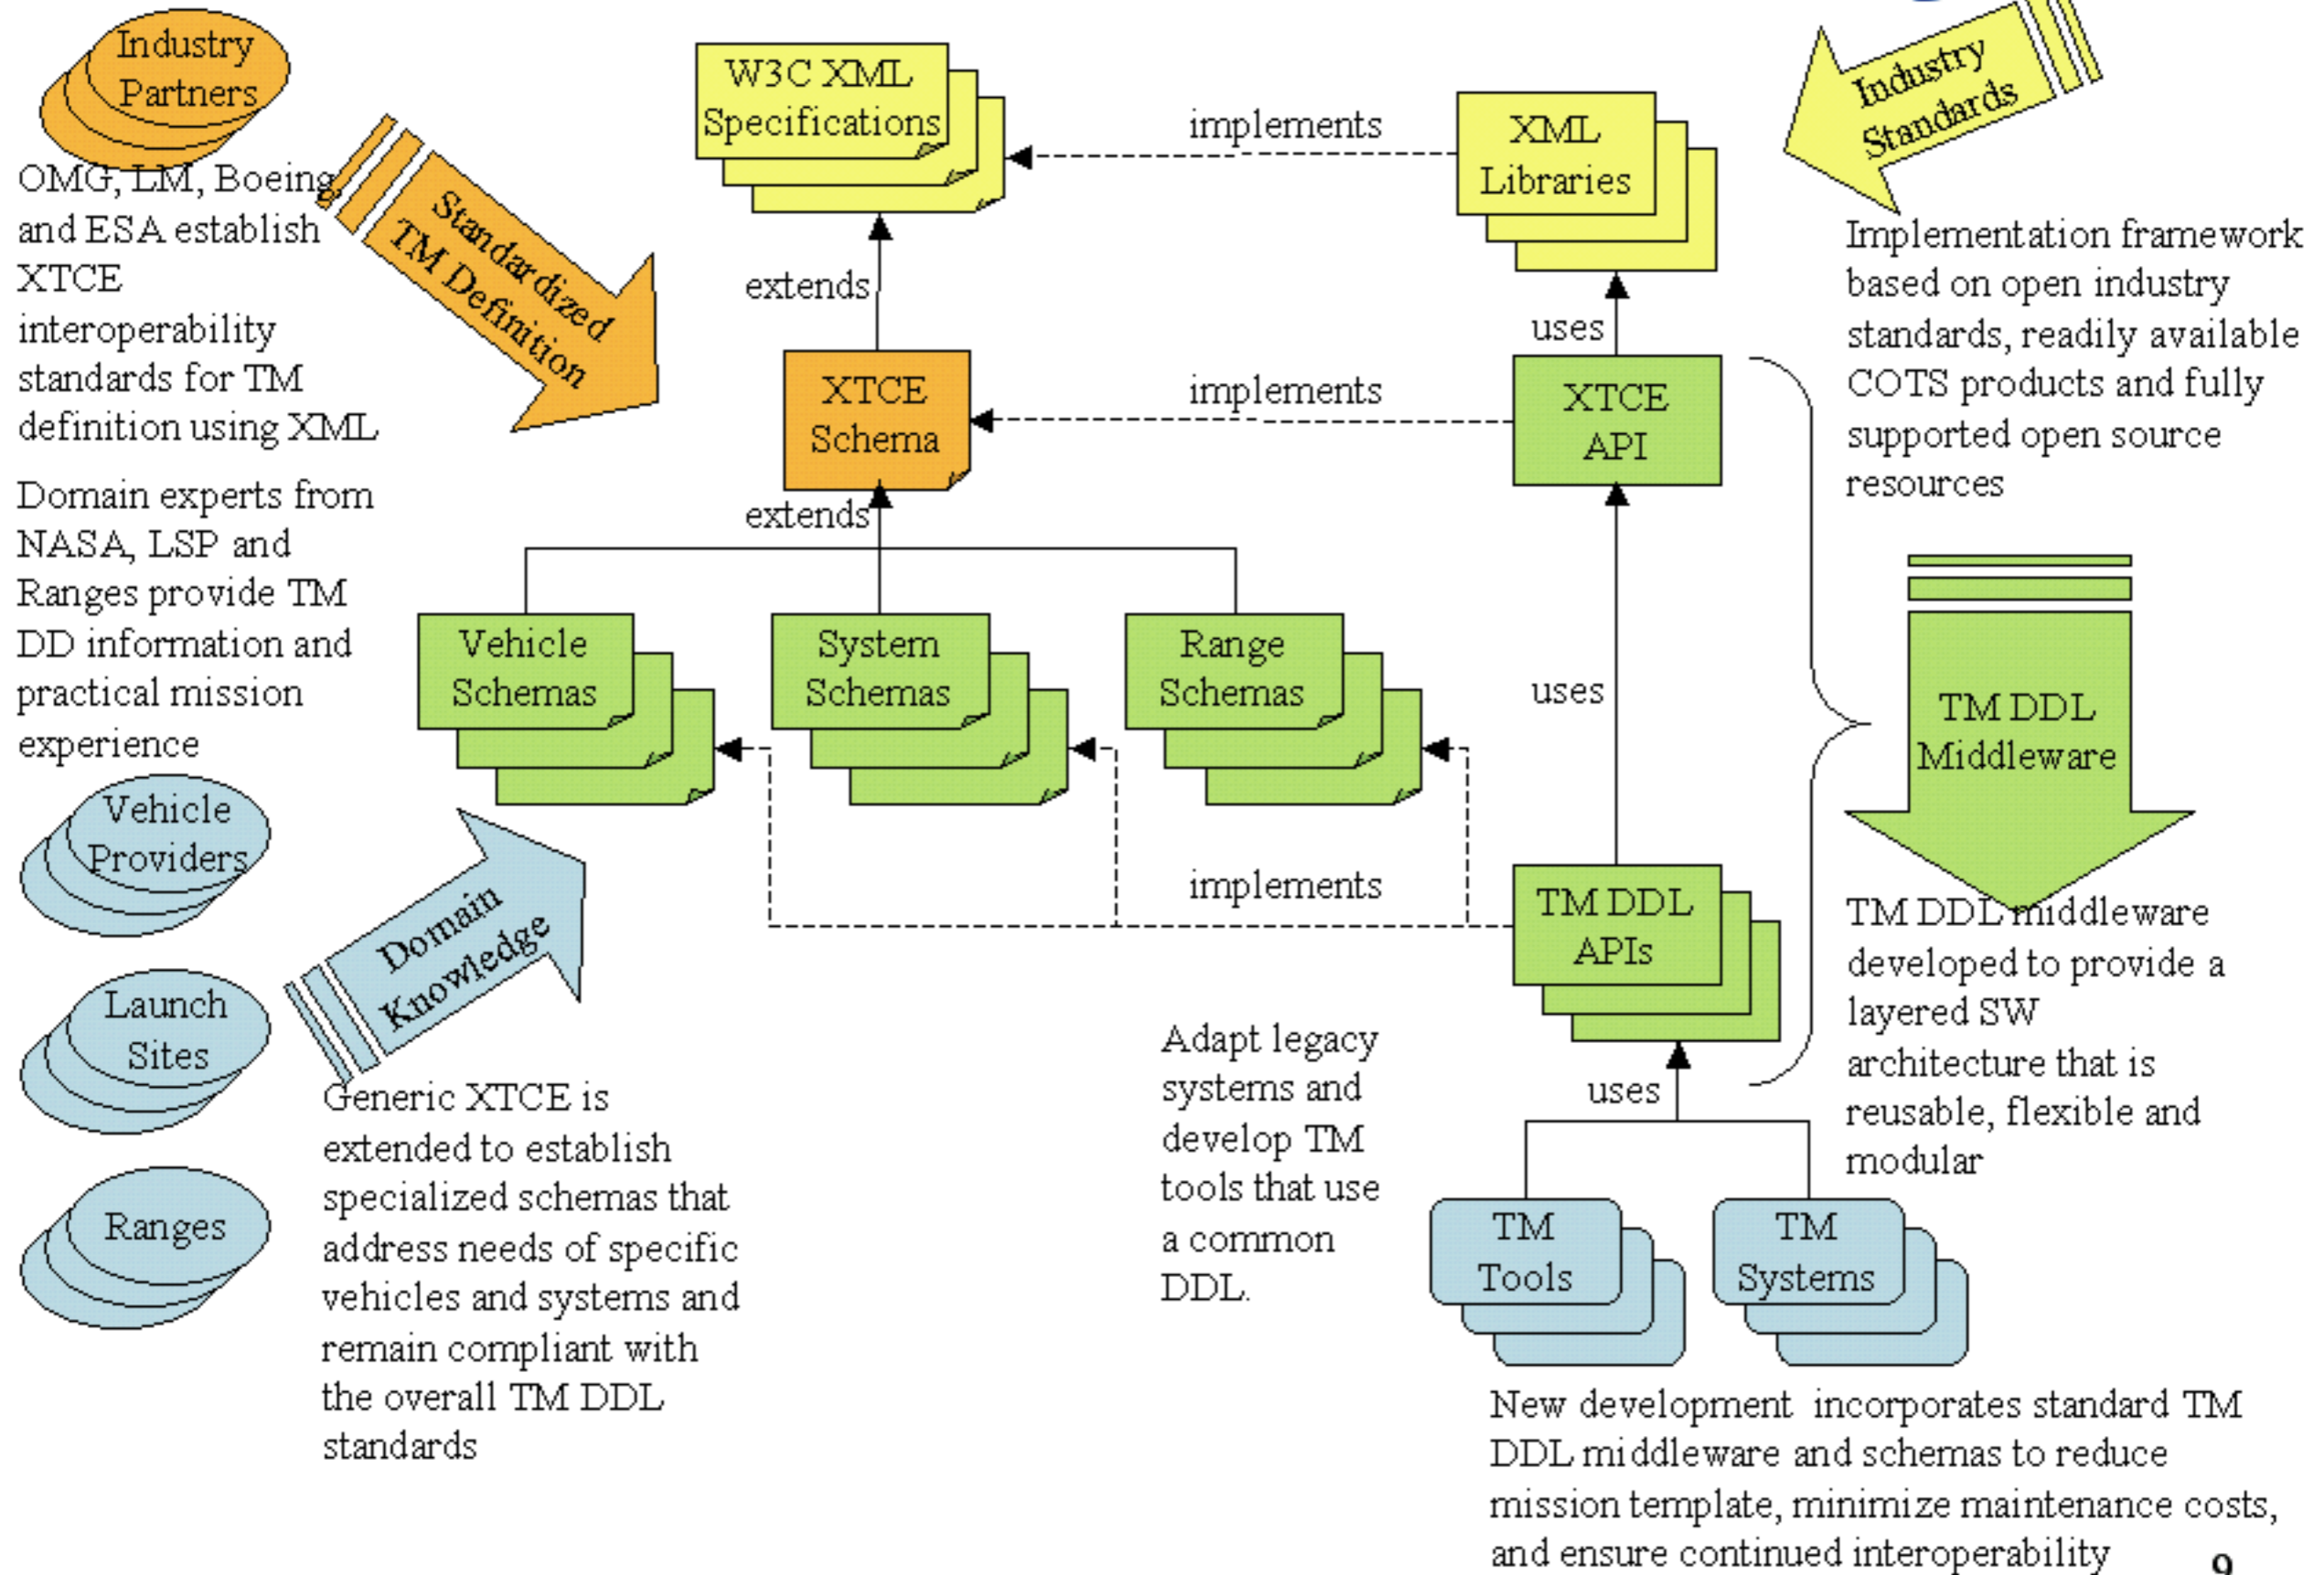 Industry
Partners
OMG, LM, Boeing
and ESA establish
XTCE
interoperability
standards for TM
definition using XML
Standardized
TM Definition
Domain experts from
NASA, LSP and
Ranges provide TM
DD information and
practical mission
experience
Vehicle
Providers
Launch
Sites
Ranges
Domain
Knowledge
Generic XTCE is
extended to establish
specialized schemas that
address needs of specific
vehicles and systems and
remain compliant with
the overall TM DDL
standards
W3C XML
Specifications
implements
XML
Libraries
extends
uses
XTCE
Schema
implements
XTCE
API
extends
uses
Vehicle
Schemas
System
Schemas
Range
Schemas
implements
TM DDL
APIs
uses
Adapt legacy
systems and
develop TM
tools that use
a common
DDL.
TM
Tools
TM
Systems
Industry
Standards
Implementation framework
based on open industry
standards, readily available
COTS products and fully
supported open source
resources
TM DDL
Middleware
TM DDL middleware
developed to provide a
layered SW
architecture that is
reusable, flexible and
modular
New development incorporates standard TM
DDL middleware and schemas to reduce
mission template, minimize maintenance costs,
and ensure continued interoperability
9